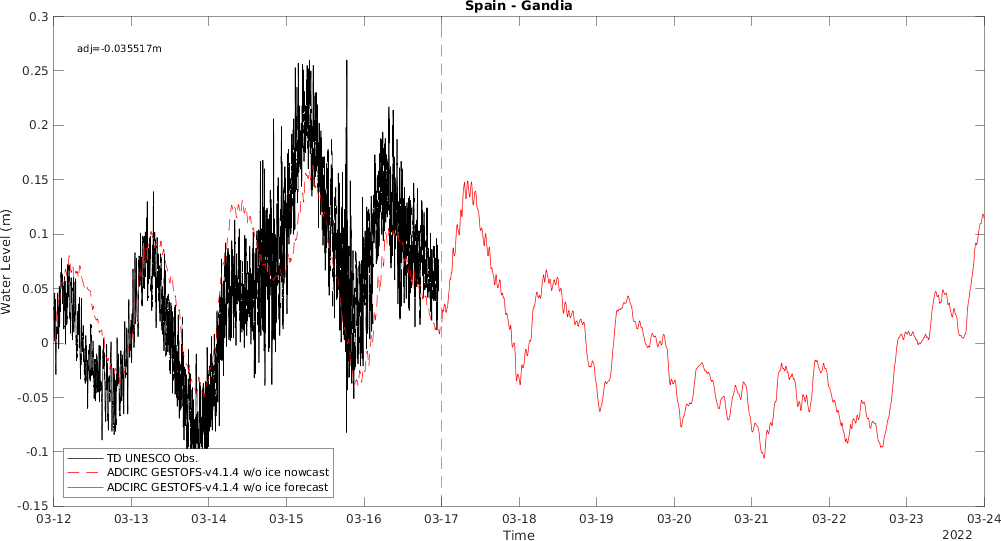 Spain - Gandia
adj=-0.035517m
0.3
0.25
0.2
0.15
0.1
0.05
0
-0.05
-0.1
-0.15
Water Level (m)
TD UNESCO Obs.
ADCIRC GESTOFS-v4.1.4 w/o ice nowcast
ADCIRC GESTOFS-v4.1.4 w/o ice forecast
03-12 03-13 03-14 03-15 03-16 03-17 03-18 03-19 03-20 03-21 03-22 03-23 03-24
Time
2022